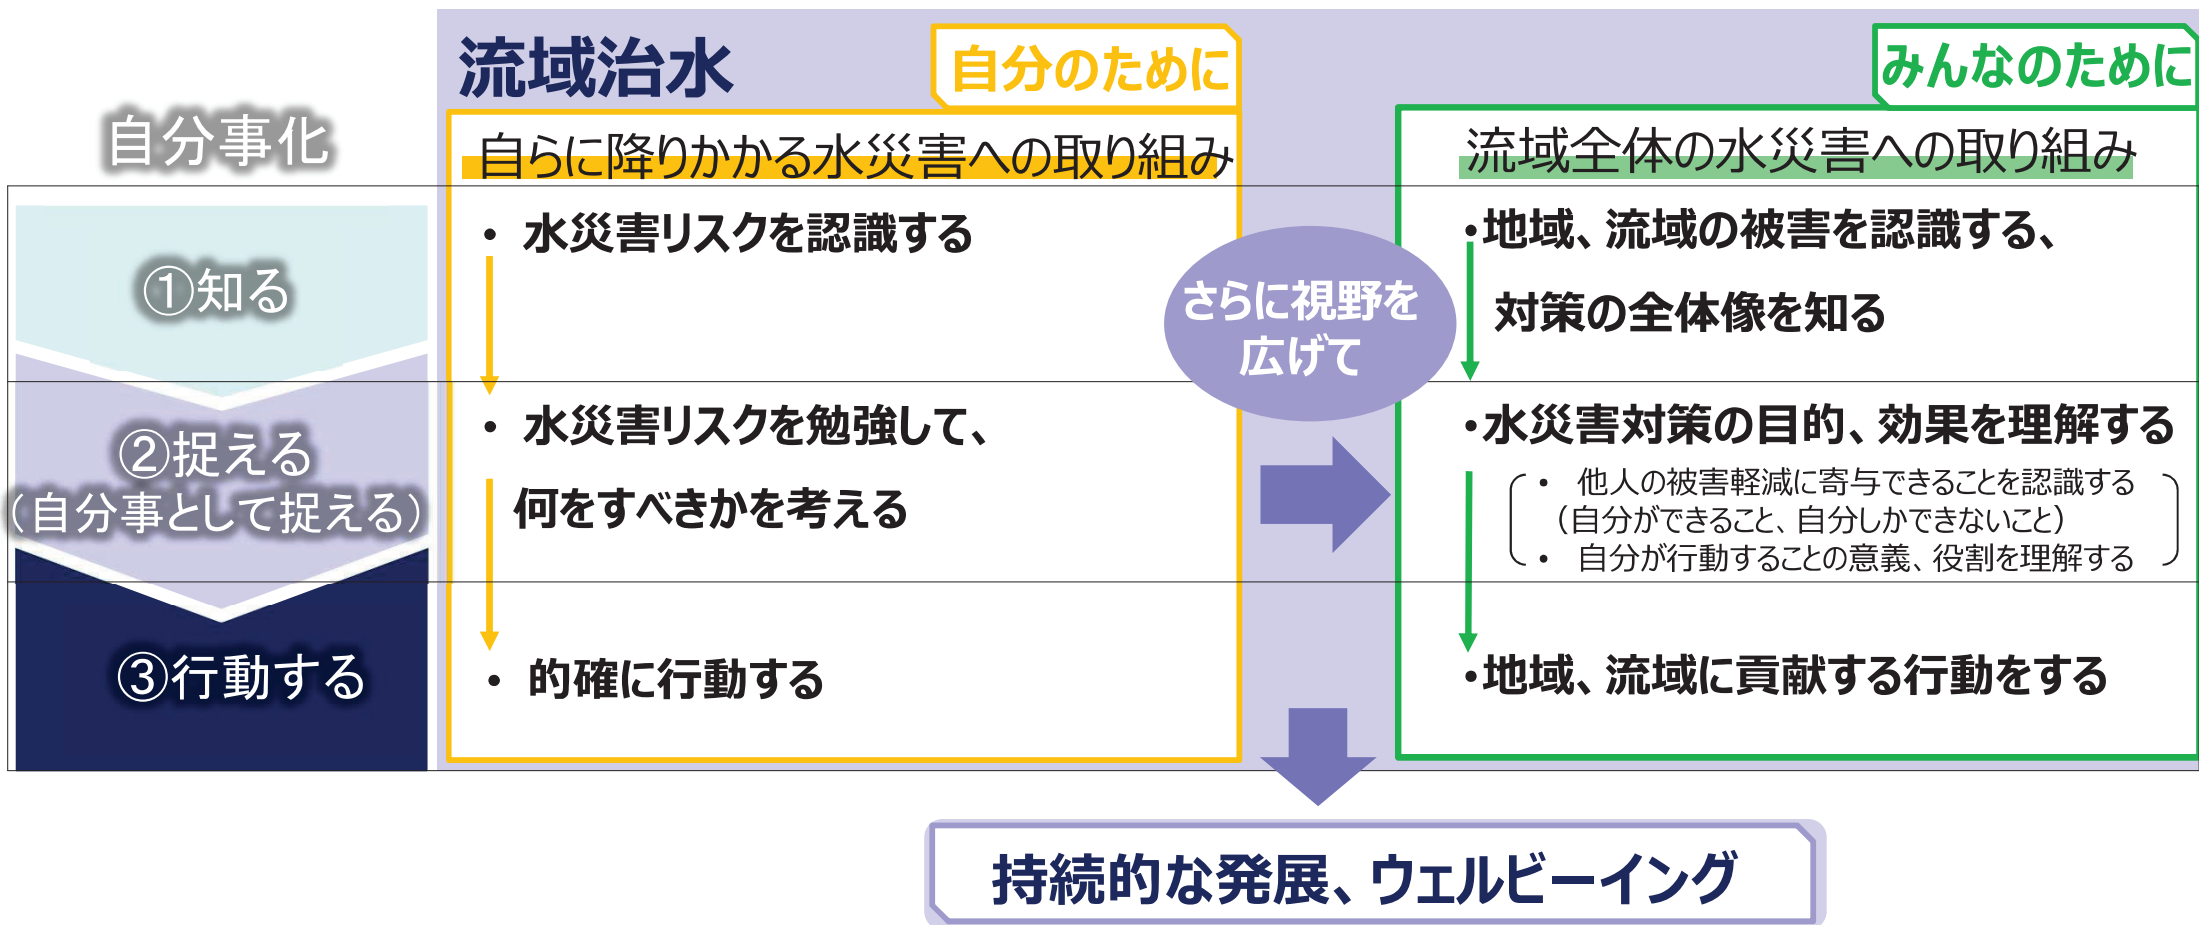 流域治水
自分のために
みんなのために
自分事化
自らに降りかかる水災害への取り組み
流域全体の水災害への取り組み
①知る
・ 水災害リスクを認識する
さらに視野を
広げて
・地域、流域の被害を認識する、
対策の全体像を知る
②捉える
（自分事として捉える）
・ 水災害リスクを勉強して、
何をすべきかを考える
・水災害対策の目的、効果を理解する
・ 他人の被害軽減に寄与できることを認識する
（自分ができること、自分しかできないこと）
・ 自分が行動することの意義、役割を理解する
③行動する
・ 的確に行動する
・地域、流域に貢献する行動をする
持続的な発展、ウェルビーイング